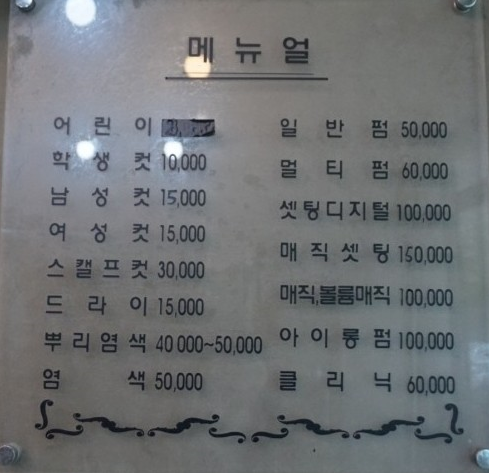 메뉴얼
어린이
학생컷 10,000
남성컷 15,000
여성컷 15,000
스캘프컷 30,000
드라이 15,000
뿌리염색 40 000~50,000
염색 50,000
일반펌 50,000
멀티펌 60,000
셋팅디지털 100,000
매직셋팅 150,000
매직,볼륨매직 100,000
아이롱펌 100,000
클리닉 60,000